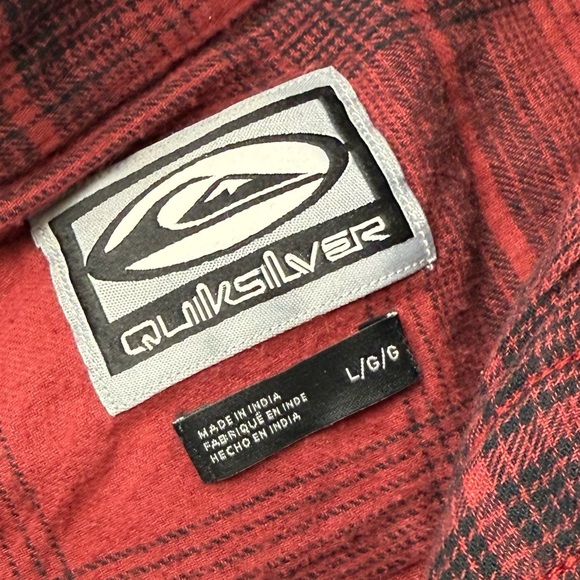 QUIKSILVER
L/G/G
MADE IN INDIA
FABRIQUÉ EN INDE
HECHO EN INDIA